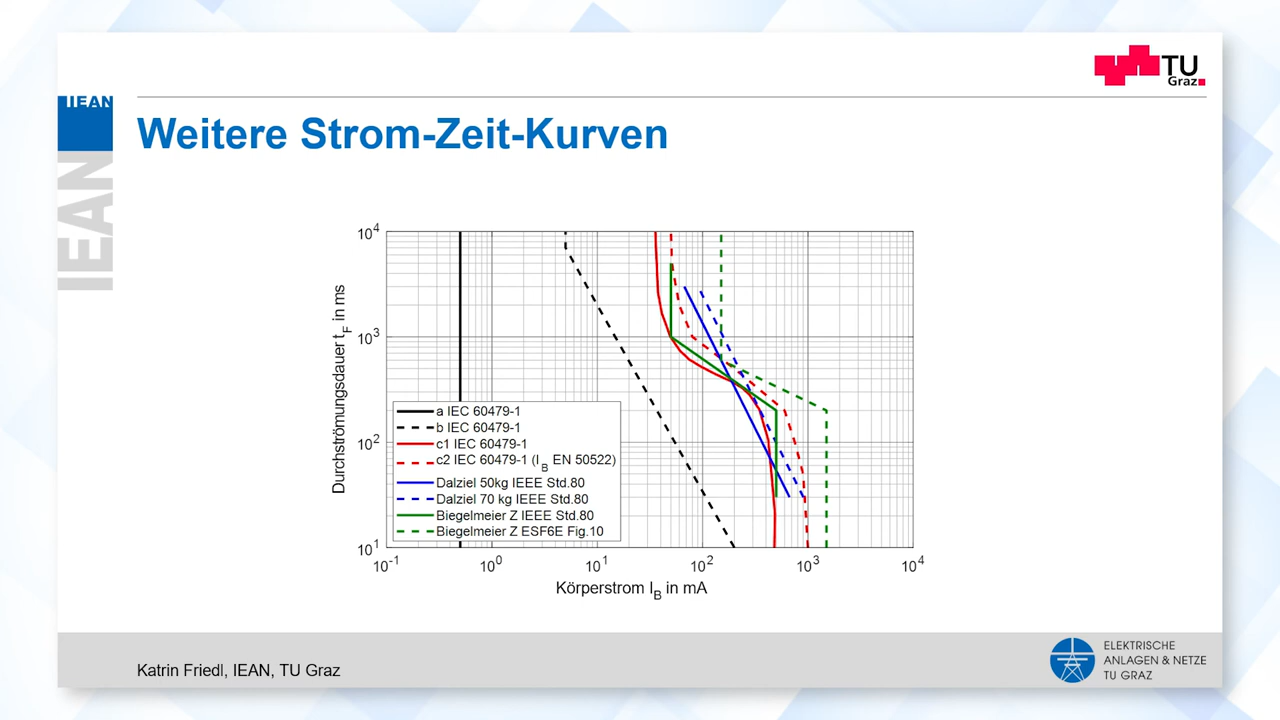 TU
Graz
IEAN
Weitere Strom-Zeit-Kurven
IEAN
10^4
10^3
10^2
10^1
Durchströmungsdauer t_F in ms
a IEC 60479-1
b IEC 60479-1
c1 IEC 60479-1
c2 IEC 60479-1 (I_B EN 50522)
Dalziel 50kg IEEE Std.80
Dalziel 70 kg IEEE Std.80
Biegelmeier Z IEEE Std.80
Biegelmeier Z ESF6E Fig.10
10^-1 10^0 10^1 10^2 10^3 10^4
Körperstrom I_B in mA
Katrin Friedl, IEAN, TU Graz
ELEKTRISCHE
ANLAGEN & NETZE
TU GRAZ